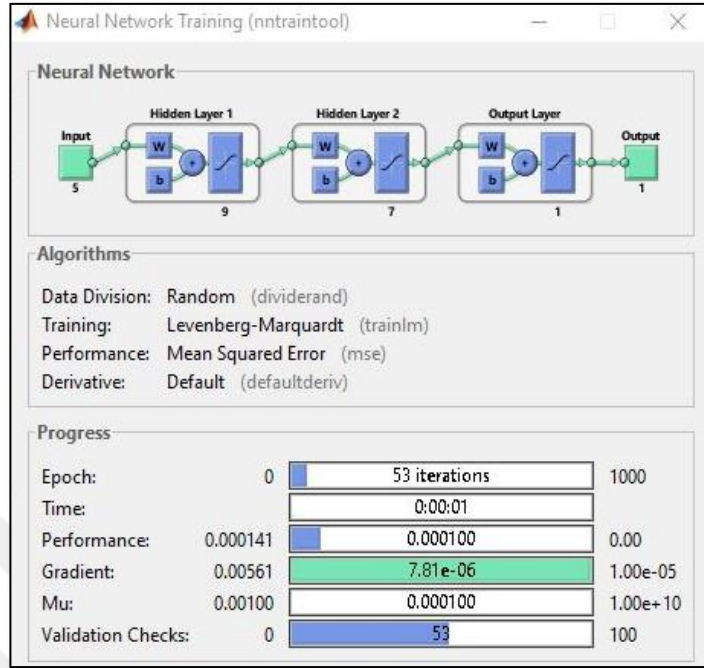 Neural Network Training (nntraintool)
Neural Network
Hidden Layer 1 Hidden Layer 2 Output Layer
Input Output
W W W
+ + +
b b b
5 9 7 1 1
Algorithms
Data Division: Random (dividerand)
Training: Levenberg-Marquardt (trainlm)
Performance: Mean Squared Error (mse)
Derivative: Default (defaultderiv)
Progress
Epoch: 0 53 iterations 1000
Time: 0:00:01
Performance: 0.000141 0.000100 0.00
Gradient: 0.00561 7.81e-06 1.00e-05
Mu: 0.00100 0.000100 1.00e+10
Validation Checks: 0 53 100